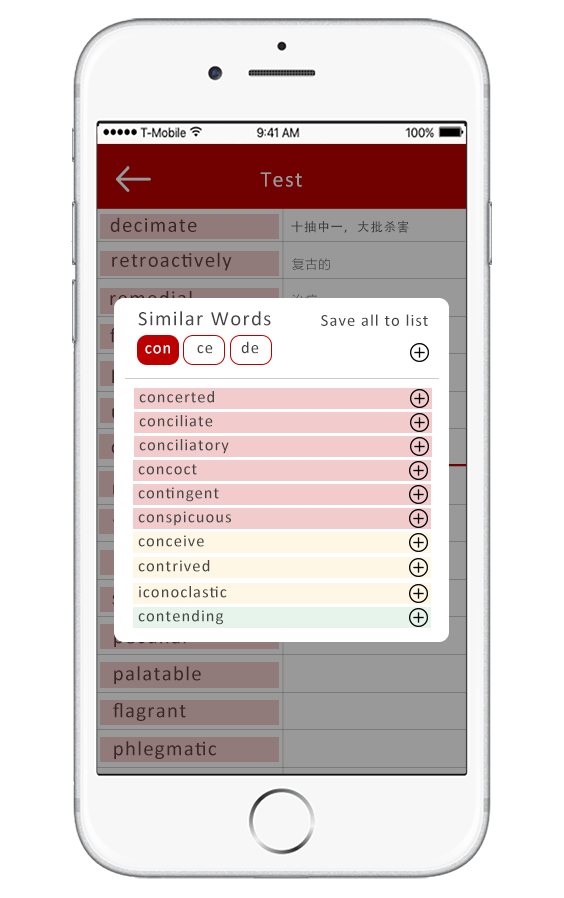 T-Mobile 9:41 AM 100%
Test
decimate 十抽中一，大批杀害
retroactively 复古的
remedial
Similar Words Save all to list
con ce de
concerted
conciliate
conciliatory
concoct
contingent
conspicuous
conceive
contrived
iconoclastic
contending
palatable
flagrant
phlegmatic